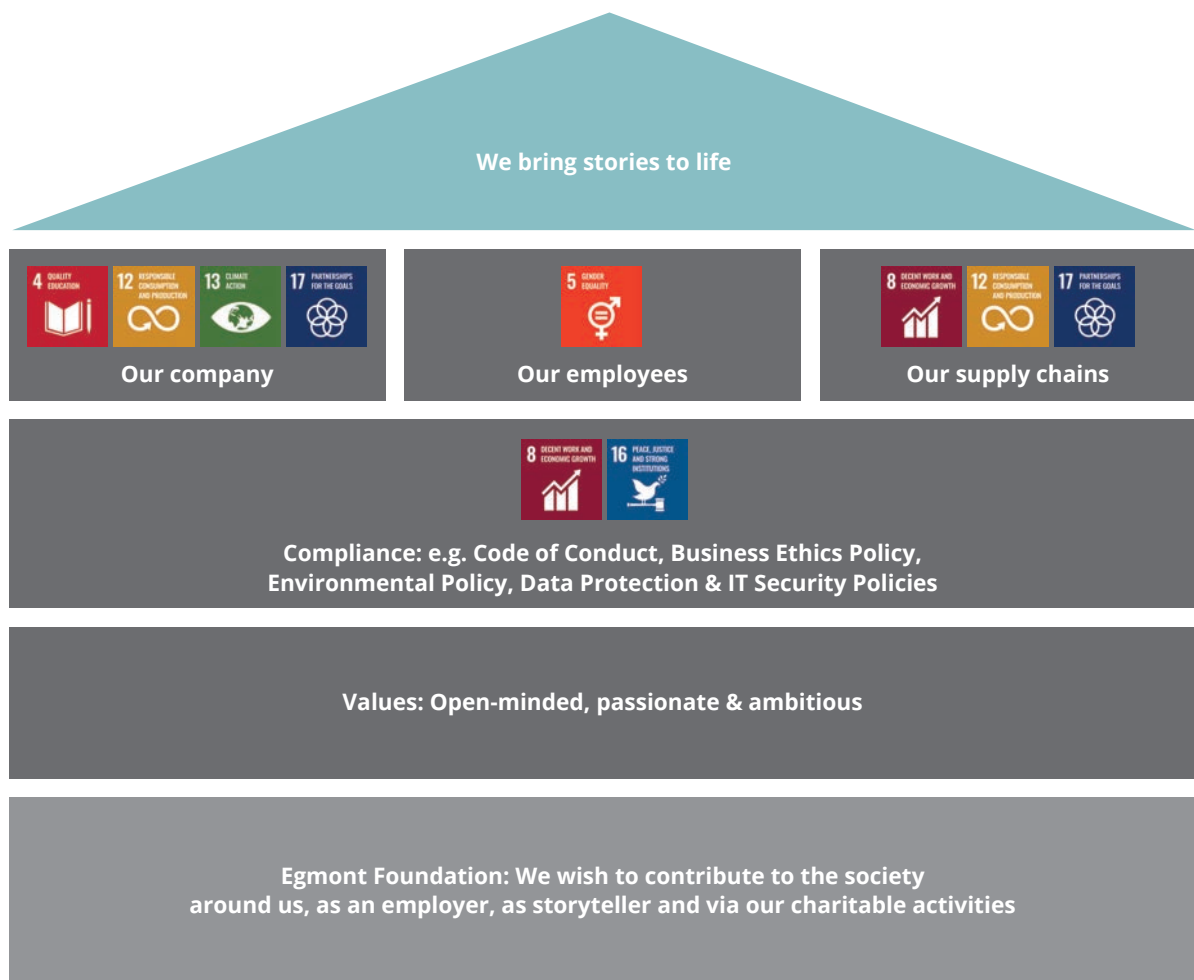 We bring stories to life
4 QUALITY
EDUCATION
12 RESPONSIBLE
CONSUMPTION
AND PRODUCTION
13 CLIMATE
ACTION
17 PARTNERSHIPS
FOR THE GOALS
Our company
5 GENDER
EQUALITY
Our employees
8 DECENT WORK AND
ECONOMIC GROWTH
12 RESPONSIBLE
CONSUMPTION
AND PRODUCTION
17 PARTNERSHIPS
FOR THE GOALS
Our supply chains
8 DECENT WORK AND
ECONOMIC GROWTH
16 PEACE, JUSTICE
AND STRONG
INSTITUTIONS
Compliance: e.g. Code of Conduct, Business Ethics Policy,
Environmental Policy, Data Protection & IT Security Policies
Values: Open-minded, passionate & ambitious
Egmont Foundation: We wish to contribute to the society
around us, as an employer, as storyteller and via our charitable activities